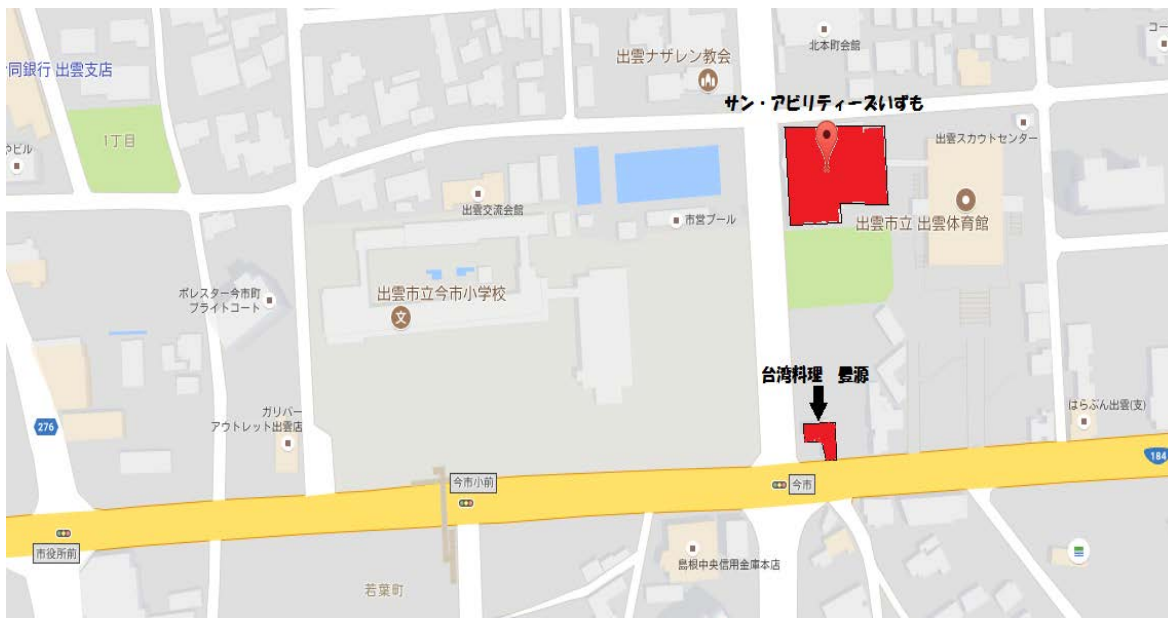 北本町会館
コー
出雲ナザレン教会
同銀行 出雲支店
サン・アビリティーズいずも
1丁目
出雲スカウトセンター
やビル
出雲交流会館
市営プール
出雲市立 出雲体育館
ポレスター今市町
ブライトコート
出雲市立今市小学校
文
台湾料理 豊源
ガリバー
アウトレット出雲店
はらぶん出雲(支)
276
184
今市小前
今市
市役所前
島根中央信用金庫本店
若葉町